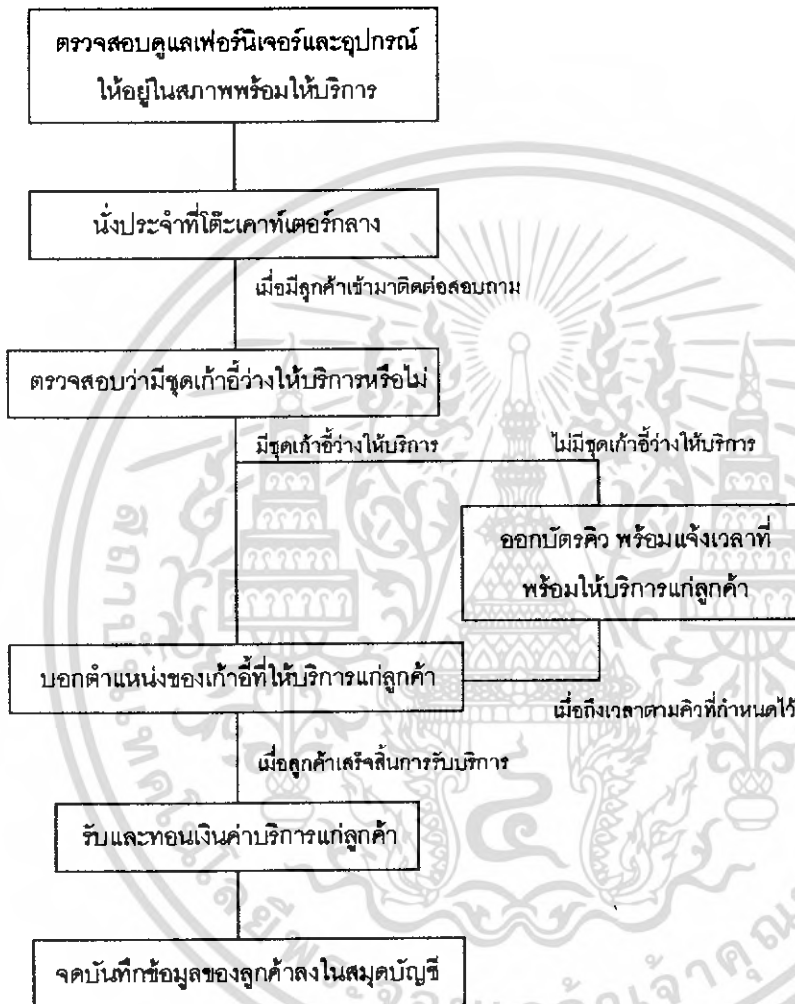 ตรวจสอบดูแลเฟอร์นิเจอร์และอุปกรณ์
ให้อยู่ในสภาพพร้อมให้บริการ
นั่งประจำที่โต๊ะเคาท์เตอร์กลาง
เมื่อมีลูกค้าเข้ามาติดต่อสอบถาม
ตรวจสอบว่ามีชุดเก้าอี้ว่างให้บริการหรือไม่
มีชุดเก้าอี้ว่างให้บริการ
ไม่มีชุดเก้าอี้ว่างให้บริการ
ออกบัตรคิว พร้อมแจ้งเวลาที่
พร้อมให้บริการแก่ลูกค้า
บอกตำแหน่งของเก้าอี้ที่ให้บริการแก่ลูกค้า
เมื่อถึงเวลาตามคิวที่กำหนดไว้
เมื่อลูกค้าเสร็จสิ้นการรับบริการ
รับและทอนเงินค่าบริการแก่ลูกค้า
จดบันทึกข้อมูลของลูกค้าลงในสมุดบัญชี